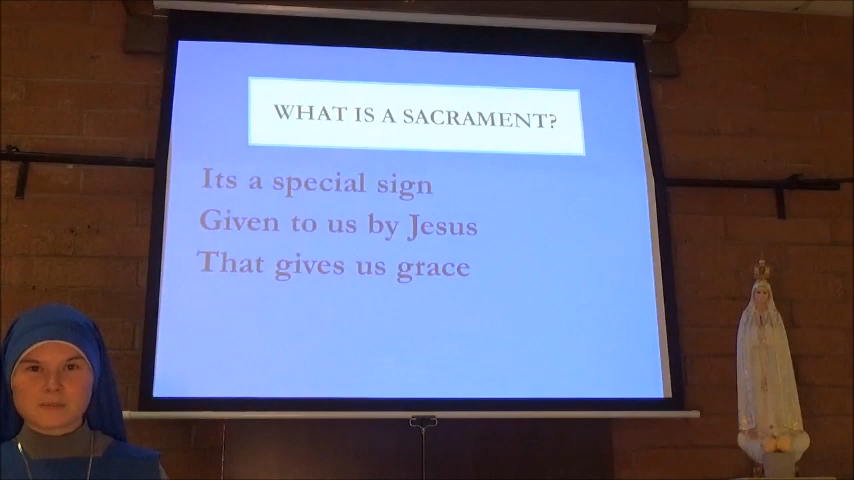 WHAT IS A SACRAMENT?
Its a special sign
Given to us by Jesus
That gives us grace